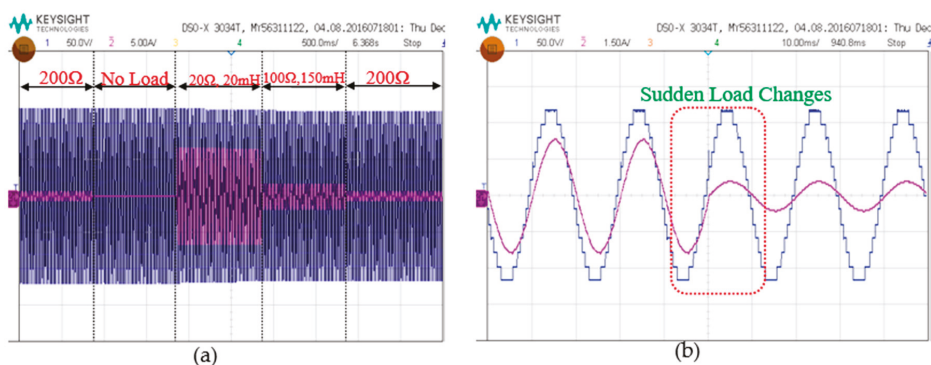 KEYSIGHT
TECHNOLOGIES
DSO-X 3034T, MY56311122, 04.08.2016071801: Thu Dec
1 50.0V/ 2 5.00A/ 3 4 500.0ms/ 6.368s Stop
200Ω No Load 20Ω, 20mH 100Ω,150mH 200Ω
(a)
KEYSIGHT
TECHNOLOGIES
DSO-X 3034T, MY56311122, 04.08.2016071801: Thu Dec
1 50.0V/ 2 1.50A/ 3 4 10.00ms/ 940.8ms Stop
Sudden Load Changes
(b)